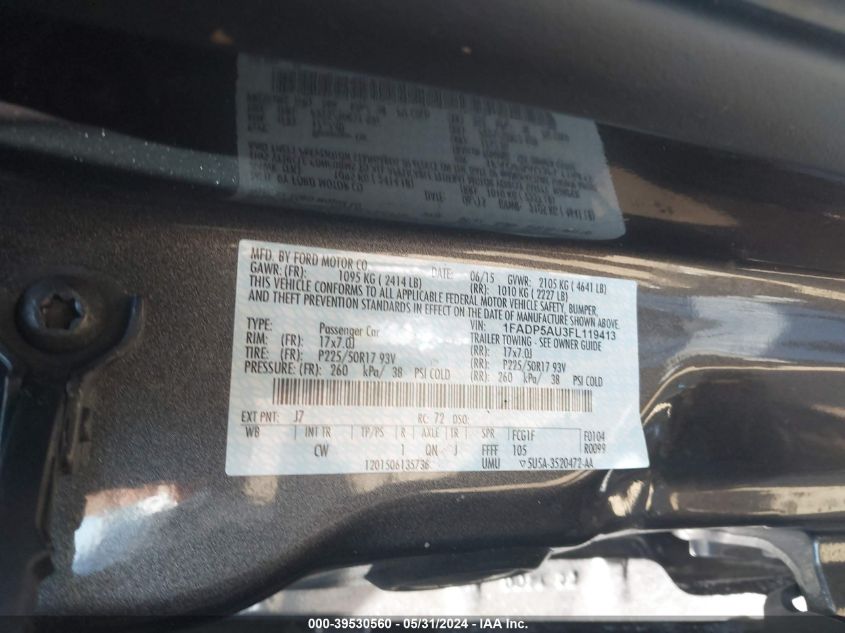 MFD. BY FORD MOTOR CO.
DATE: 06/15 GVWR: 2105 KG ( 4641 LB)
GAWR: (FR): 1095 KG ( 2414 LB) (RR): 1010 KG ( 2227 LB)
THIS VEHICLE CONFORMS TO ALL APPLICABLE FEDERAL MOTOR VEHICLE SAFETY, BUMPER,
AND THEFT PREVENTION STANDARDS IN EFFECT ON THE DATE OF MANUFACTURE SHOWN ABOVE.
VIN: 1FADP5AU3FL119413
TYPE: Passenger Car TRAILER TOWING - SEE OWNER GUIDE
RIM: (FR): 17x7.0J (RR): 17x7.0J
TIRE: (FR): P225/50R17 93V (RR): P225/50R17 93V
PRESSURE: (FR): 260 kPa/ 38 PSI COLD (RR): 260 kPa/ 38 PSI COLD
EXT PNT: J7 RC: 72 DSO:
WB INT TR TP/PS R AXLE TR SPR FCG1F F0104
CW 1 QN J FFFF 105 R0099
T201506135736 UMU ▽5U5A-3520472-AA
000-39530560 - 05/31/2024 - IAA Inc.